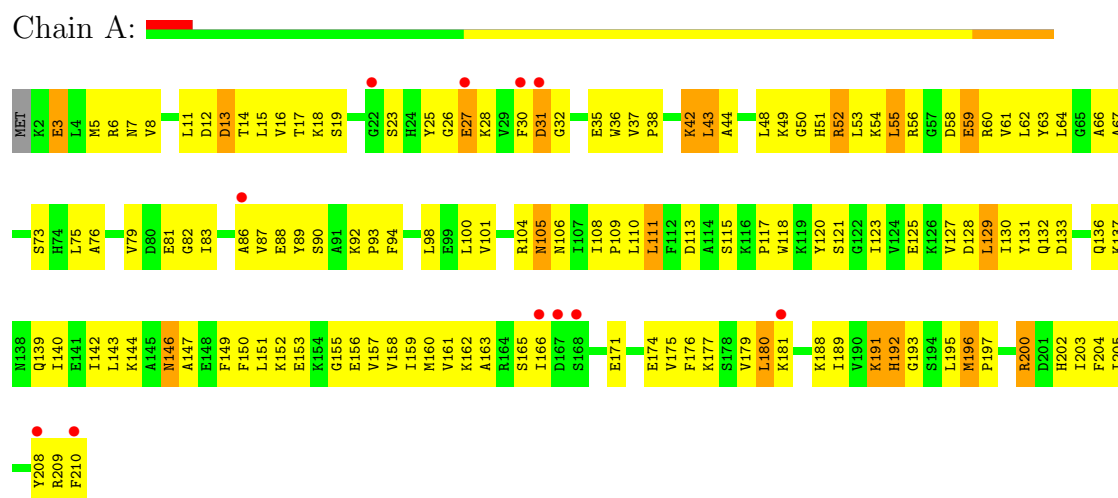 Chain A:
MET K2 E3 L4 M5 R6 N7 V8 L11 D12 D13 T14 L15 V16 T17 K18 S19 G22 S23 H24 Y25 G26 E27 K28 V29 F30 D31 G32 E35 W36 V37 P38 K42 L43 A44 L48 K49 G50 H51 R52 L53 K54 L55 R56 G57 D58 E59 R60 V61 L62 Y63 L64 G65 A66 A67
S73 H74 L75 A76 V79 D80 E81 G82 I83 A86 V87 E88 Y89 S90 A91 K92 P93 F94 L98 E99 L100 V101 R104 N105 N106 I107 I108 P109 L110 L111 F112 D113 A114 S115 K116 P117 W118 K119 Y120 S121 G122 I123 V124 E125 K126 V127 D128 L129 I130 Y131 Q132 D133 Q136 K137
N138 Q139 I140 E141 I142 L143 K144 A145 N146 A147 E148 F149 F150 L151 K152 E153 K154 G155 E156 V157 V158 I159 M160 V161 K162 A163 R164 S165 I166 D167 S168 E171 E174 V175 F176 K177 S178 V179 L180 K181 K188 I189 V190 K191 H192 G193 S194 L195 M196 P197 R200 D201 H202 I203 F204 I205
Y208 R209 F210